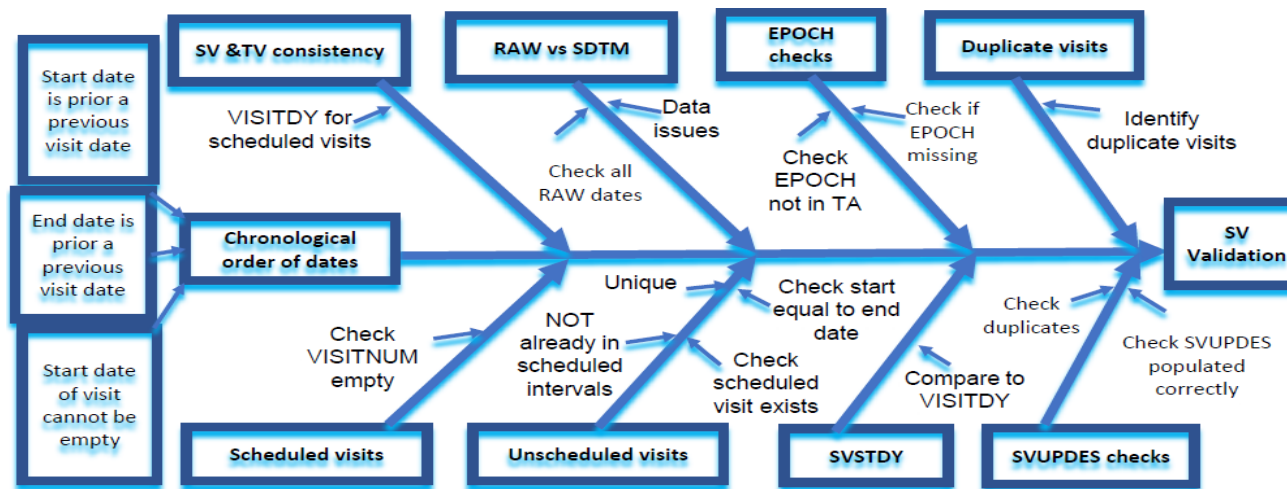 Start date
is prior a
previous
visit date
SV &TV consistency
RAW vs SDTM
EPOCH
checks
Duplicate visits
VISITDY for
scheduled visits
Data
issues
Check all
RAW dates
Check if
EPOCH
missing
Check
EPOCH
not in TA
Identify
duplicate visits
End date is
prior a
previous
visit date
Chronological
order of dates
SV
Validation
Start date
of visit
cannot be
empty
Check
VISITNUM
empty
Unique
Check start
equal to end
date
NOT
already in
scheduled
intervals
Check
scheduled
visit exists
Compare to
VISITDY
Check
duplicates
Check SVUPDES
populated
correctly
Scheduled visits
Unscheduled visits
SVSTDY
SVUPDES checks